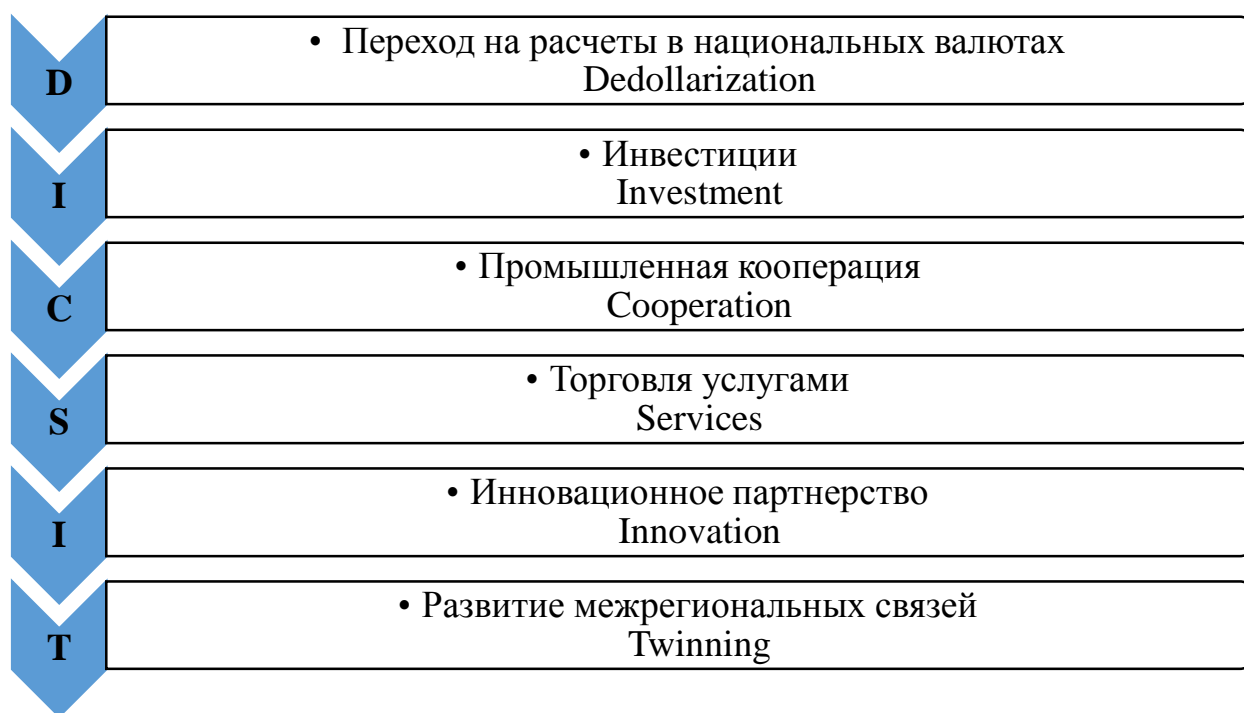 D
• Переход на расчеты в национальных валютах
Dedollarization
I
• Инвестиции
Investment
C
• Промышленная кооперация
Cooperation
S
• Торговля услугами
Services
I
• Инновационное партнерство
Innovation
T
• Развитие межрегиональных связей
Twinning